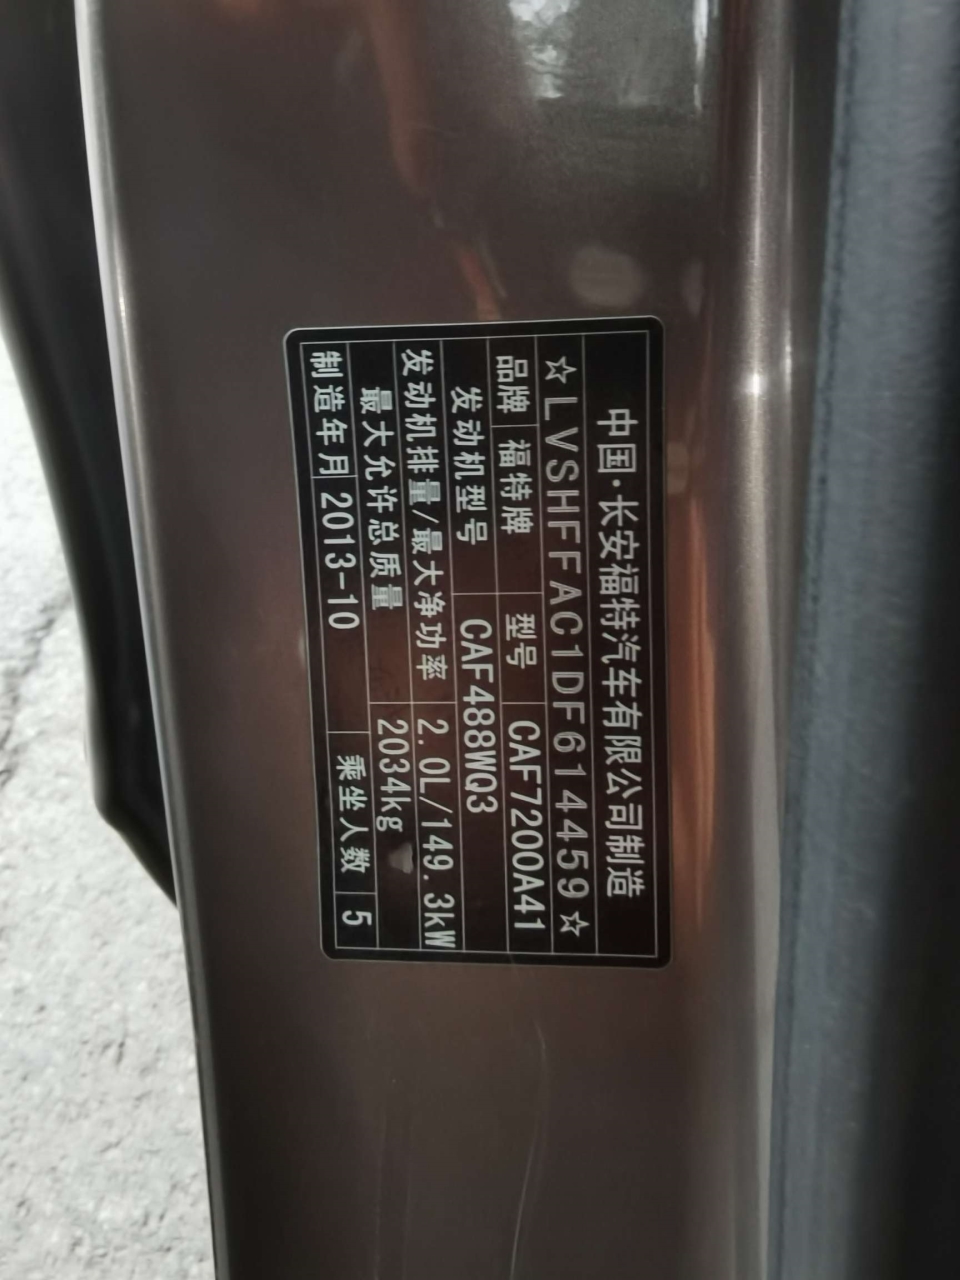 中国·长安福特汽车有限公司制造
☆LVSHFFAC1DF614459☆
品牌 福特牌 型号 CAF7200A41
发动机型号 CAF488WQ3
发动机排量/最大净功率 2.0L/149.3kW
最大允许总质量 2034kg
制造年月 2013-10 乘坐人数 5